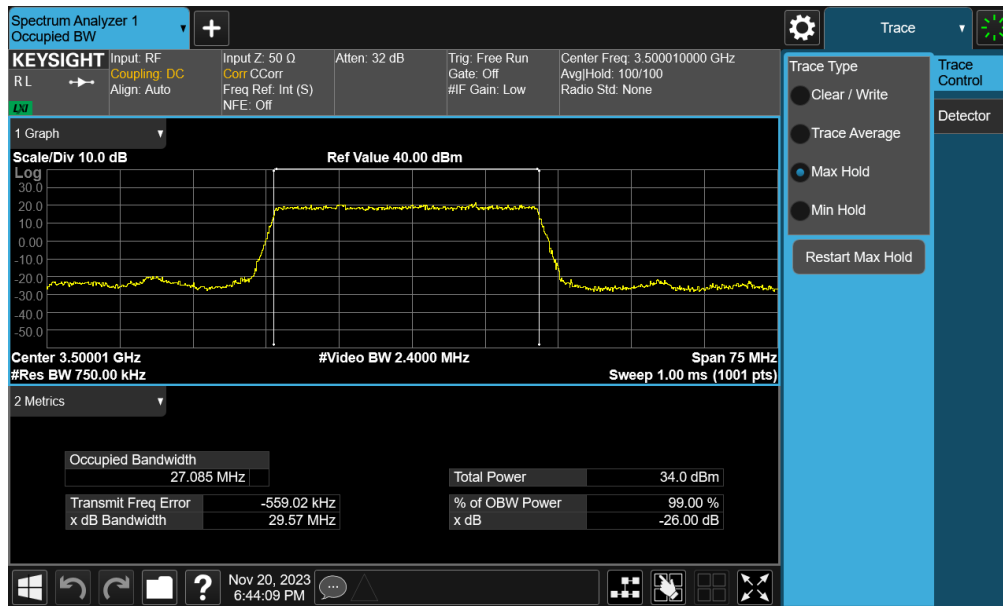 Spectrum Analyzer 1
Occupied BW
Trace
KEYSIGHT
R L
LXI
Input: RF
Coupling: DC
Align: Auto
Input Z: 50 Ω
Corr CCorr
Freq Ref: Int (S)
NFE: Off
Atten: 32 dB
Trig: Free Run
Gate: Off
#IF Gain: Low
Center Freq: 3.500010000 GHz
Avg|Hold: 100/100
Radio Std: None
Trace Type
Clear / Write
Trace Average
Max Hold
Min Hold
Restart Max Hold
Trace
Control
Detector
1 Graph
Scale/Div 10.0 dB
Ref Value 40.00 dBm
Log
30.0
20.0
10.0
0.00
-10.0
-20.0
-30.0
-40.0
-50.0
Center 3.50001 GHz
#Video BW 2.4000 MHz
Span 75 MHz
#Res BW 750.00 kHz
Sweep 1.00 ms (1001 pts)
2 Metrics
Occupied Bandwidth
27.085 MHz
Total Power 34.0 dBm
Transmit Freq Error -559.02 kHz
% of OBW Power 99.00 %
x dB Bandwidth 29.57 MHz
x dB -26.00 dB
?
Nov 20, 2023
6:44:09 PM